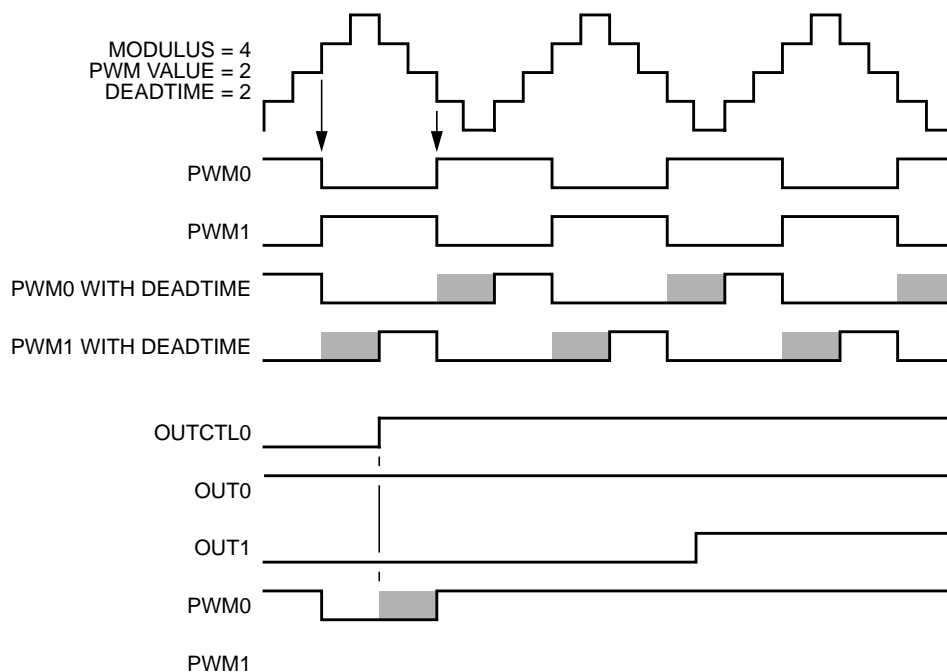 MODULUS = 4
PWM VALUE = 2
DEADTIME = 2
PWM0
PWM1
PWM0 WITH DEADTIME
PWM1 WITH DEADTIME
OUTCTL0
OUT0
OUT1
PWM0
PWM1